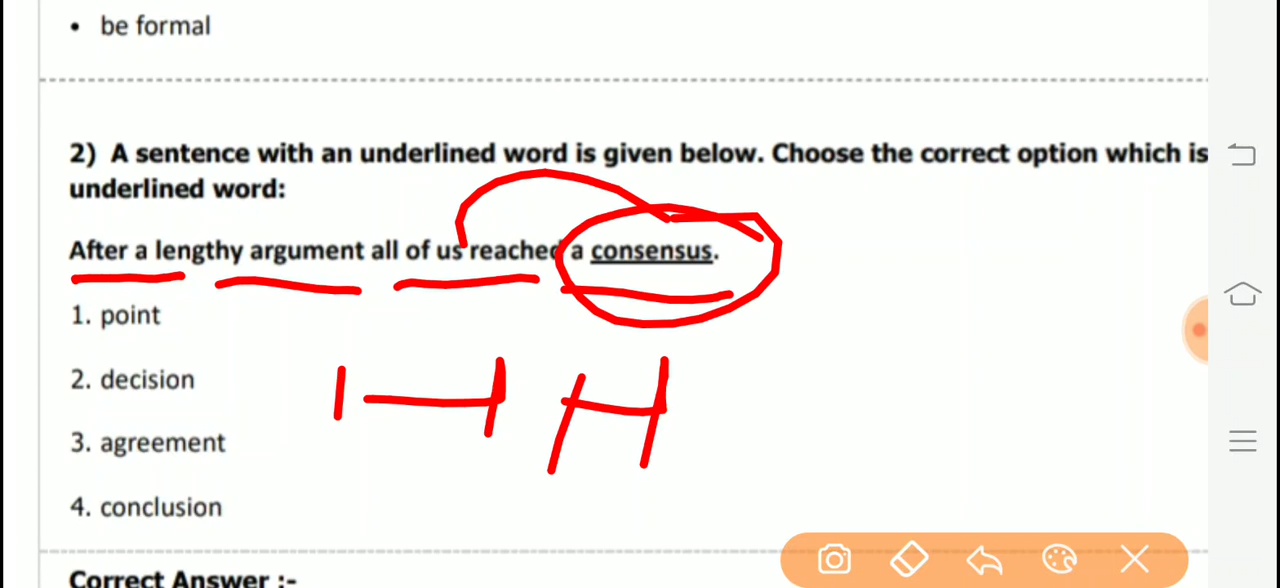 • be formal
2) A sentence with an underlined word is given below. Choose the correct option which is
underlined word:
After a lengthy argument all of us reached a consensus.
1. point
2. decision
3. agreement
4. conclusion
Correct Answer :-